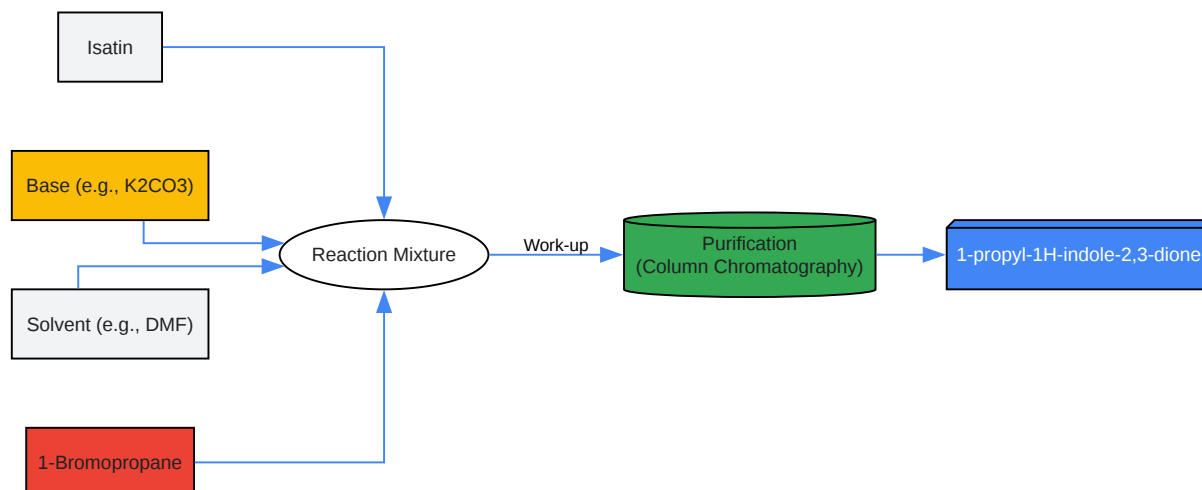 Isatin
Base (e.g., K2CO3)
Solvent (e.g., DMF)
1-Bromopropane
Reaction Mixture
Work-up
Purification
(Column Chromatography)
1-propyl-1H-indole-2,3-dione